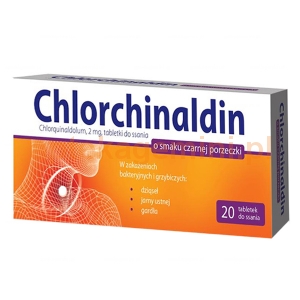 Chlorchinaldin
Chlorquinaldolum, 2 mg, tabletki do ssania
o smaku czarnej porzeczki
W zakażeniach
bakteryjnych i grzybiczych:
• dziąseł
• jamy ustnej
• gardła
20 tabletek
do ssania